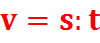 v = s: t